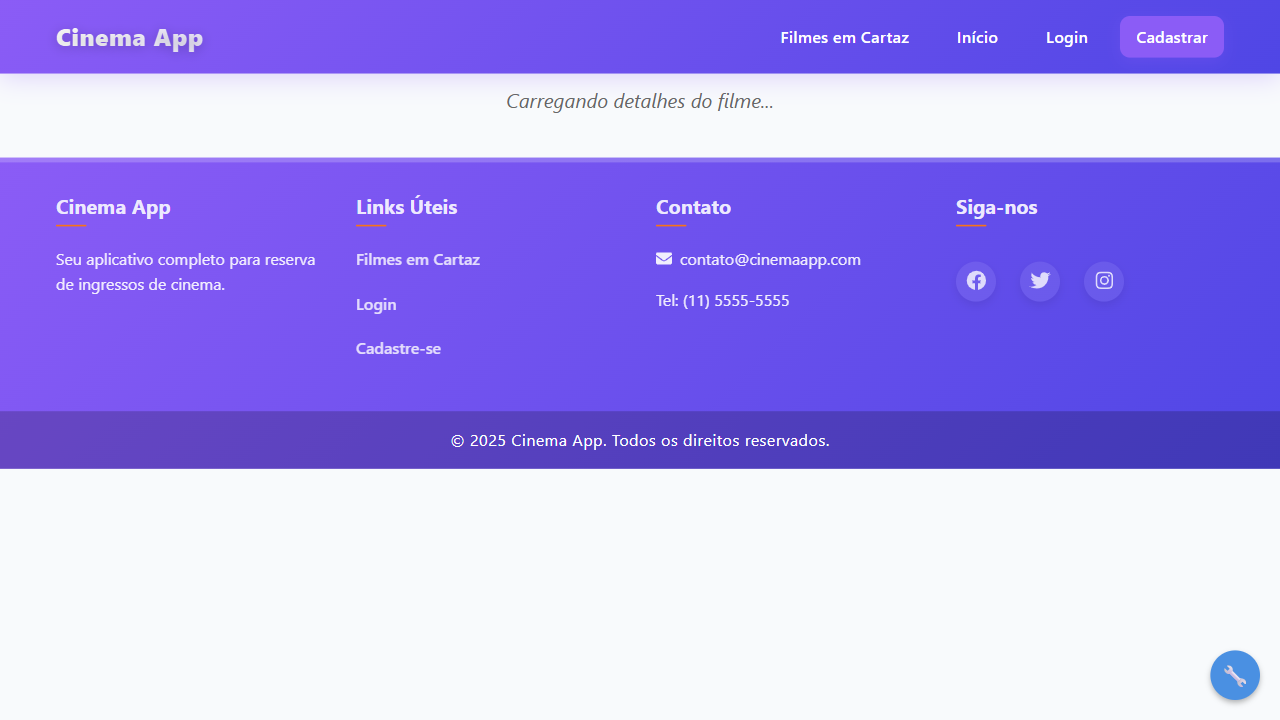 Cinema App
Filmes em Cartaz
Início
Login
Cadastrar
Carregando detalhes do filme...
Cinema App
Seu aplicativo completo para reserva
de ingressos de cinema.
Links Úteis
Filmes em Cartaz
Login
Cadastre-se
Contato
contato@cinemaapp.com
Tel: (11) 5555-5555
Siga-nos
© 2025 Cinema App. Todos os direitos reservados.